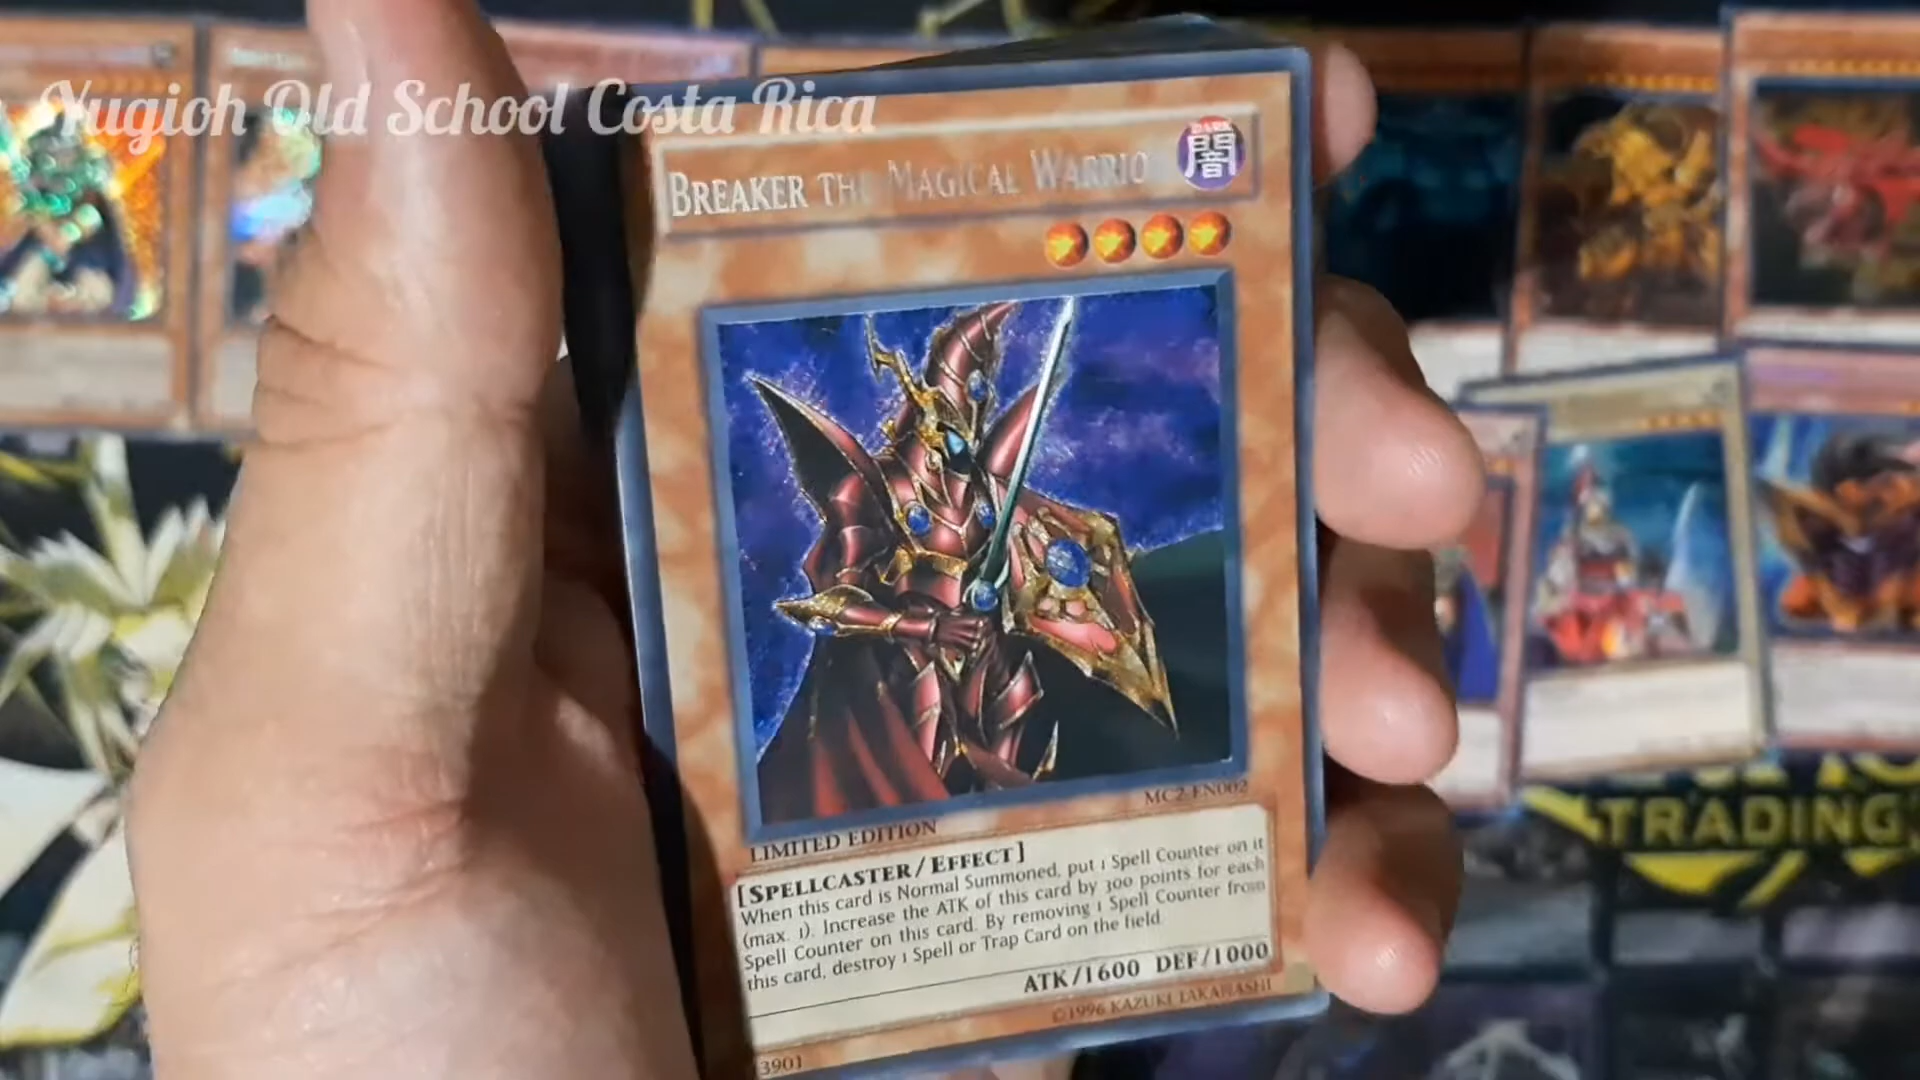 Yugioh Old School Costa Rica
BREAKER THE MAGICAL WARRIO
DARK
闇
MC2-EN002
LIMITED EDITION
[SPELLCASTER/EFFECT]
When this card is Normal Summoned, put 1 Spell Counter on it
(max. 1). Increase the ATK of this card by 300 points for each
Spell Counter on this card. By removing 1 Spell Counter from
this card, destroy 1 Spell or Trap Card on the field.
ATK/1600 DEF/1000
©1996 KAZUKI TAKAHASHI
3901
TRADING